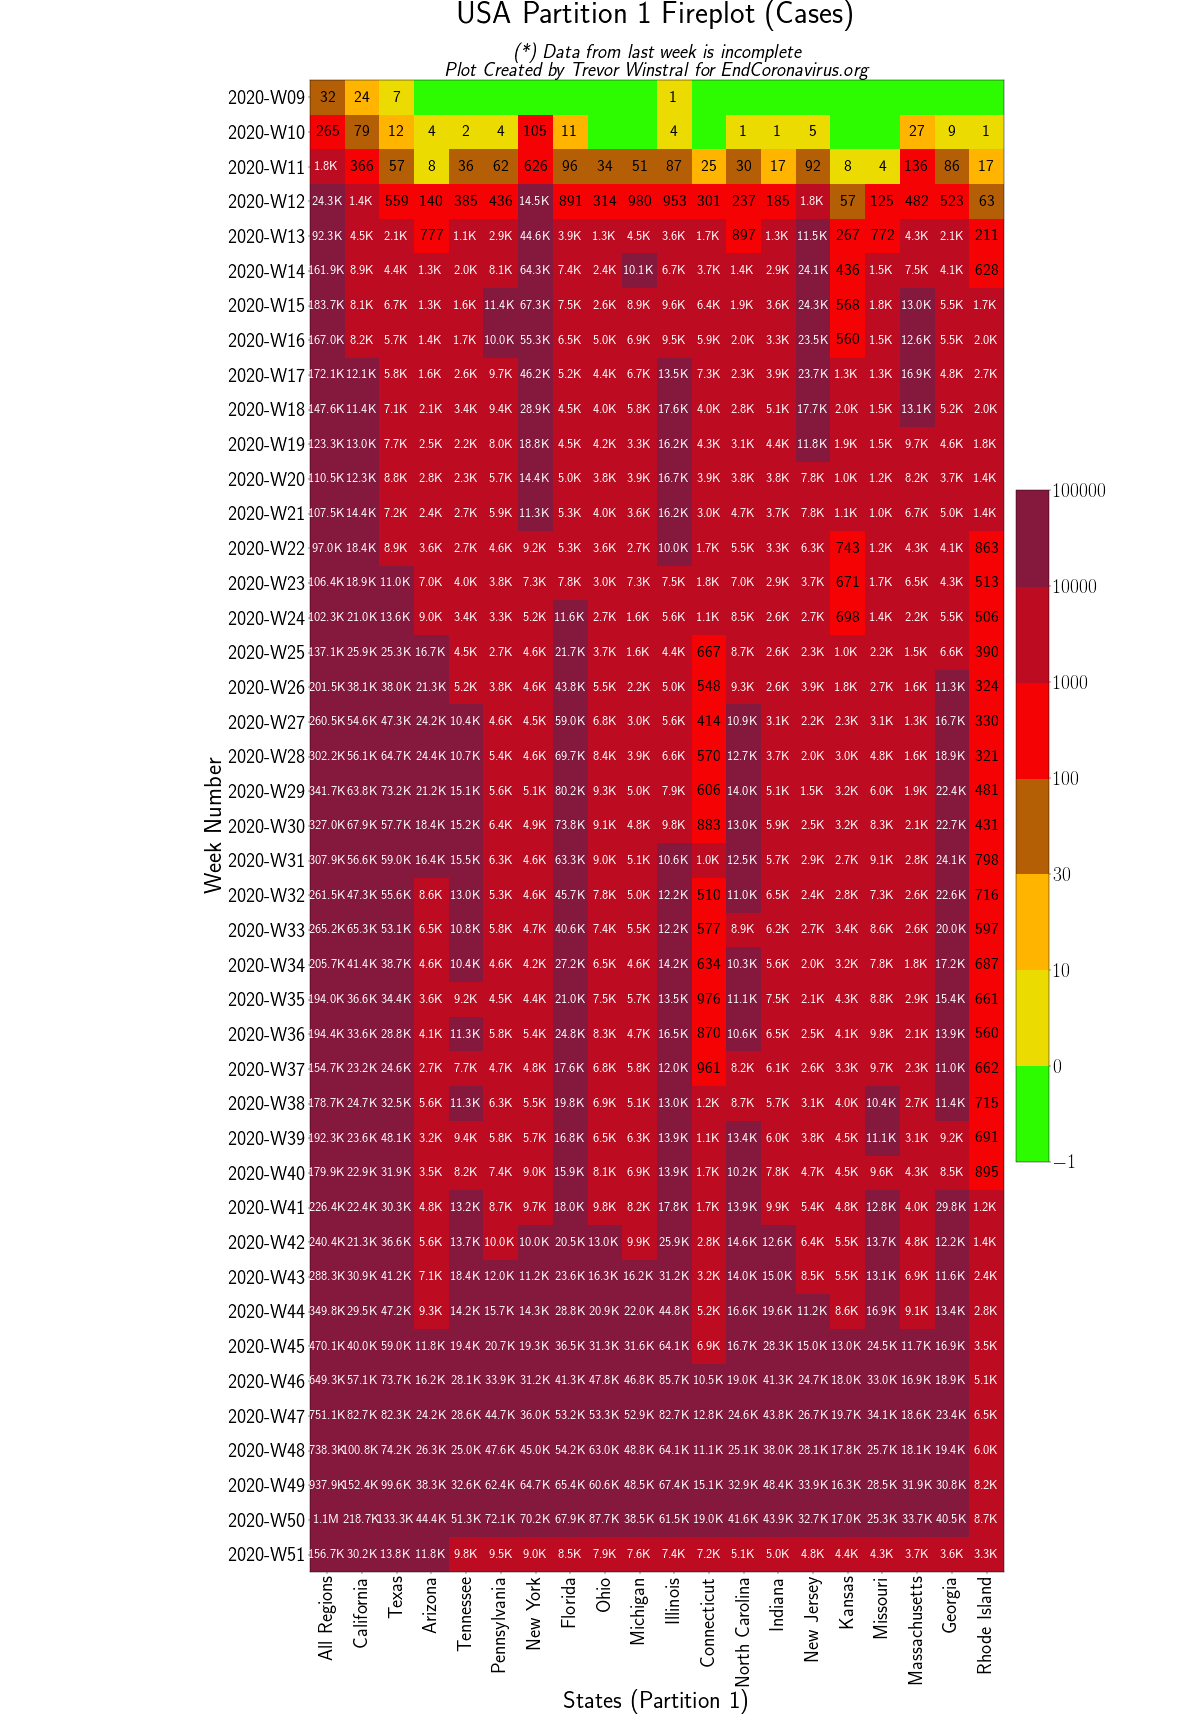 USA Partition 1 Fireplot (Cases)
(*) Data from last week is incomplete
Plot Created by Trevor Winstral for EndCoronavirus.org
2020-W09 32 24 7 1
2020-W10 265 79 12 4 2 4 105 11 4 1 1 5 27 9 1
2020-W11 1.8K 366 57 8 36 62 626 96 34 51 87 25 30 17 92 8 4 136 86 17
2020-W12 24.3K 1.4K 559 140 385 436 14.5K 891 314 980 953 301 237 185 1.8K 57 125 482 523 63
2020-W13 92.3K 4.5K 2.1K 777 1.1K 2.9K 44.6K 3.9K 1.3K 4.5K 3.6K 1.7K 897 1.3K 11.5K 267 772 4.3K 2.1K 211
2020-W14 161.9K 8.9K 4.4K 1.3K 2.0K 8.1K 64.3K 7.4K 2.4K 10.1K 6.7K 3.7K 1.4K 2.9K 24.1K 436 1.5K 7.5K 4.1K 628
2020-W15 183.7K 8.1K 6.7K 1.3K 1.6K 11.4K 67.3K 7.5K 2.6K 8.9K 9.6K 6.4K 1.9K 3.6K 24.3K 568 1.8K 13.0K 5.5K 1.7K
2020-W16 167.0K 8.2K 5.7K 1.4K 1.7K 10.0K 55.3K 6.5K 5.0K 6.9K 9.5K 5.9K 2.0K 3.3K 23.5K 560 1.5K 12.6K 5.5K 2.0K
2020-W17 172.1K 12.1K 5.8K 1.6K 2.6K 9.7K 46.2K 5.2K 4.4K 6.7K 13.5K 7.3K 2.3K 3.9K 23.7K 1.3K 1.3K 16.9K 4.8K 2.7K
2020-W18 147.6K 11.4K 7.1K 2.1K 3.4K 9.4K 28.9K 4.5K 4.0K 5.8K 17.6K 4.0K 2.8K 5.1K 17.7K 2.0K 1.5K 13.1K 5.2K 2.0K
2020-W19 123.3K 13.0K 7.7K 2.5K 2.2K 8.0K 18.8K 4.5K 4.2K 3.3K 16.2K 4.3K 3.1K 4.4K 11.8K 1.9K 1.5K 9.7K 4.6K 1.8K
2020-W20 110.5K 12.3K 8.8K 2.8K 2.3K 5.7K 14.4K 5.0K 3.8K 3.9K 16.7K 3.9K 3.8K 3.8K 7.8K 1.0K 1.2K 8.2K 3.7K 1.4K
2020-W21 107.5K 14.4K 7.2K 2.4K 2.7K 5.9K 11.3K 5.3K 4.0K 3.6K 16.2K 3.0K 4.7K 3.7K 7.8K 1.1K 1.0K 6.7K 5.0K 1.4K
2020-W22 97.0K 18.4K 8.9K 3.6K 2.7K 4.6K 9.2K 5.3K 3.6K 2.7K 10.0K 1.7K 5.5K 3.3K 6.3K 743 1.2K 4.3K 4.1K 863
2020-W23 106.4K 18.9K 11.0K 7.0K 4.0K 3.8K 7.3K 7.8K 3.0K 7.3K 7.5K 1.8K 7.0K 2.9K 3.7K 671 1.7K 6.5K 4.3K 513
2020-W24 102.3K 21.0K 13.6K 9.0K 3.4K 3.3K 5.2K 11.6K 2.7K 1.6K 5.6K 1.1K 8.5K 2.6K 2.7K 698 1.4K 2.2K 5.5K 506
2020-W25 137.1K 25.9K 25.3K 16.7K 4.5K 2.7K 4.6K 21.7K 3.7K 1.6K 4.4K 667 8.7K 2.6K 2.3K 1.0K 2.2K 1.5K 6.6K 390
2020-W26 201.5K 38.1K 38.0K 21.3K 5.2K 3.8K 4.6K 43.8K 5.5K 2.2K 5.0K 548 9.3K 2.6K 3.9K 1.8K 2.7K 1.6K 11.3K 324
2020-W27 260.5K 54.6K 47.3K 24.2K 10.4K 4.6K 4.5K 59.0K 6.8K 3.0K 5.6K 414 10.9K 3.1K 2.2K 2.3K 3.1K 1.3K 16.7K 330
2020-W28 302.2K 56.1K 64.7K 24.4K 10.7K 5.4K 4.6K 69.7K 8.4K 3.9K 6.6K 570 12.7K 3.7K 2.0K 3.0K 4.8K 1.6K 18.9K 321
2020-W29 341.7K 63.8K 73.2K 21.2K 15.1K 5.6K 5.1K 80.2K 9.3K 5.0K 7.9K 606 14.0K 5.1K 1.5K 3.2K 6.0K 1.9K 22.4K 481
2020-W30 327.0K 67.9K 57.7K 18.4K 15.2K 6.4K 4.9K 73.8K 9.1K 4.8K 9.8K 883 13.0K 5.9K 2.5K 3.2K 8.3K 2.1K 22.7K 431
2020-W31 307.9K 56.6K 59.0K 16.4K 15.5K 6.3K 4.6K 63.3K 9.0K 5.1K 10.6K 1.0K 12.5K 5.7K 2.9K 2.7K 9.1K 2.8K 24.1K 798
2020-W32 261.5K 47.3K 55.6K 8.6K 13.0K 5.3K 4.6K 45.7K 7.8K 5.0K 12.2K 510 11.0K 6.5K 2.4K 2.8K 7.3K 2.6K 22.6K 716
2020-W33 265.2K 65.3K 53.1K 6.5K 10.8K 5.8K 4.7K 40.6K 7.4K 5.5K 12.2K 577 8.9K 6.2K 2.7K 3.4K 8.6K 2.6K 20.0K 597
2020-W34 205.7K 41.4K 38.7K 4.6K 10.4K 4.6K 4.2K 27.2K 6.5K 4.6K 14.2K 634 10.3K 5.6K 2.0K 3.2K 7.8K 1.8K 17.2K 687
2020-W35 194.0K 36.6K 34.4K 3.6K 9.2K 4.5K 4.4K 21.0K 7.5K 5.7K 13.5K 976 11.1K 7.5K 2.1K 4.3K 8.8K 2.9K 15.4K 661
2020-W36 194.4K 33.6K 28.8K 4.1K 11.3K 5.8K 5.4K 24.8K 8.3K 4.7K 16.5K 870 10.6K 6.5K 2.5K 4.1K 9.8K 2.1K 13.9K 560
2020-W37 154.7K 23.2K 24.6K 2.7K 7.7K 4.7K 4.8K 17.6K 6.8K 5.8K 12.0K 961 8.2K 6.1K 2.6K 3.3K 9.7K 2.3K 11.0K 662
2020-W38 178.7K 24.7K 32.5K 5.6K 11.3K 6.3K 5.5K 19.8K 6.9K 5.1K 13.0K 1.2K 8.7K 5.7K 3.1K 4.0K 10.4K 2.7K 11.4K 715
2020-W39 192.3K 23.6K 48.1K 3.2K 9.4K 5.8K 5.7K 16.8K 6.5K 6.3K 13.9K 1.1K 13.4K 6.0K 3.8K 4.5K 11.1K 3.1K 9.2K 691
2020-W40 179.9K 22.9K 31.9K 3.5K 8.2K 7.4K 9.0K 15.9K 8.1K 6.9K 13.9K 1.7K 10.2K 7.8K 4.7K 4.5K 9.6K 4.3K 8.5K 895
2020-W41 226.4K 22.4K 30.3K 4.8K 13.2K 8.7K 9.7K 18.0K 9.8K 8.2K 17.8K 1.7K 13.9K 9.9K 5.4K 4.8K 12.8K 4.0K 29.8K 1.2K
2020-W42 240.4K 21.3K 36.6K 5.6K 13.7K 10.0K 10.0K 20.5K 13.0K 9.9K 25.9K 2.8K 14.6K 12.6K 6.4K 5.5K 13.7K 4.8K 12.2K 1.4K
2020-W43 288.3K 30.9K 41.2K 7.1K 18.4K 12.0K 11.2K 23.6K 16.3K 16.2K 31.2K 3.2K 14.0K 15.0K 8.5K 5.5K 13.1K 6.9K 11.6K 2.4K
2020-W44 349.8K 29.5K 47.2K 9.3K 14.2K 15.7K 14.3K 28.8K 20.9K 22.0K 44.8K 5.2K 16.6K 19.6K 11.2K 8.6K 16.9K 9.1K 13.4K 2.8K
2020-W45 470.1K 40.0K 59.0K 11.8K 19.4K 20.7K 19.3K 36.5K 31.3K 31.6K 64.1K 6.9K 16.7K 28.3K 15.0K 13.0K 24.5K 11.7K 16.9K 3.5K
2020-W46 649.3K 57.1K 73.7K 16.2K 28.1K 33.9K 31.2K 41.3K 47.8K 46.8K 85.7K 10.5K 19.0K 41.3K 24.7K 18.0K 33.0K 16.9K 18.9K 5.1K
2020-W47 751.1K 82.7K 82.3K 24.2K 28.6K 44.7K 36.0K 53.2K 53.3K 52.9K 82.7K 12.8K 24.6K 43.8K 26.7K 19.7K 34.1K 18.6K 23.4K 6.5K
2020-W48 738.3K 100.8K 74.2K 26.3K 25.0K 47.6K 45.0K 54.2K 63.0K 48.8K 64.1K 11.1K 25.1K 38.0K 28.1K 17.8K 25.7K 18.1K 19.4K 6.0K
2020-W49 937.9K 152.4K 99.6K 38.3K 32.6K 62.4K 64.7K 65.4K 60.6K 48.5K 67.4K 15.1K 32.9K 48.4K 33.9K 16.3K 28.5K 31.9K 30.8K 8.2K
2020-W50 1.1M 218.7K 133.3K 44.4K 51.3K 72.1K 70.2K 67.9K 87.7K 38.5K 61.5K 19.0K 41.6K 43.9K 32.7K 17.0K 25.3K 33.7K 40.5K 8.7K
2020-W51 156.7K 30.2K 13.8K 11.8K 9.8K 9.5K 9.0K 8.5K 7.9K 7.6K 7.4K 7.2K 5.1K 5.0K 4.8K 4.4K 4.3K 3.7K 3.6K 3.3K
Week Number
All Regions
California
Texas
Arizona
Tennessee
Pennsylvania
New York
Florida
Ohio
Michigan
Illinois
Connecticut
North Carolina
Indiana
New Jersey
Kansas
Missouri
Massachusetts
Georgia
Rhode Island
States (Partition 1)
100000
10000
1000
100
30
10
0
−1